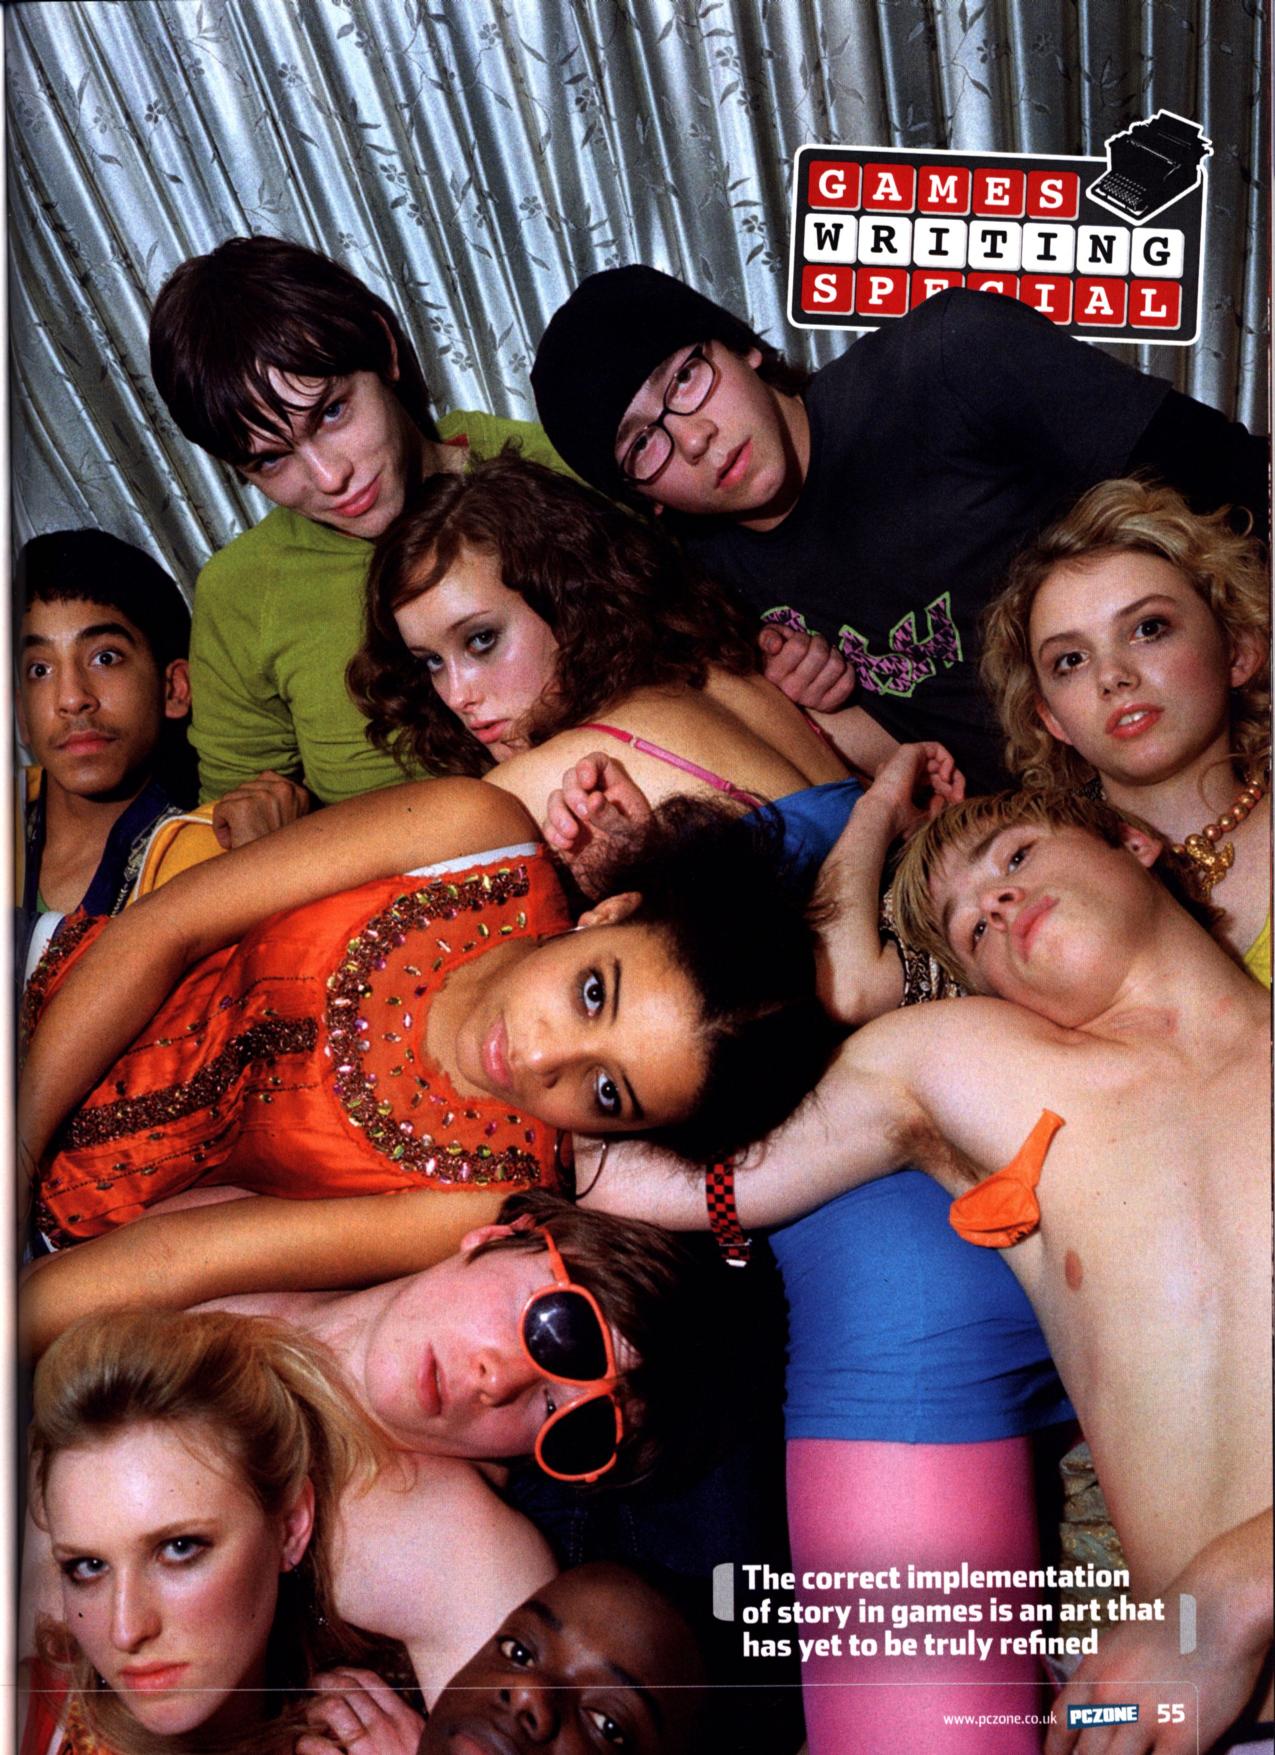 GAMES
WRITING
SPECIAL
The correct implementation
of story in games is an art that
has yet to be truly refined
www.pczone.co.uk PCZONE 55